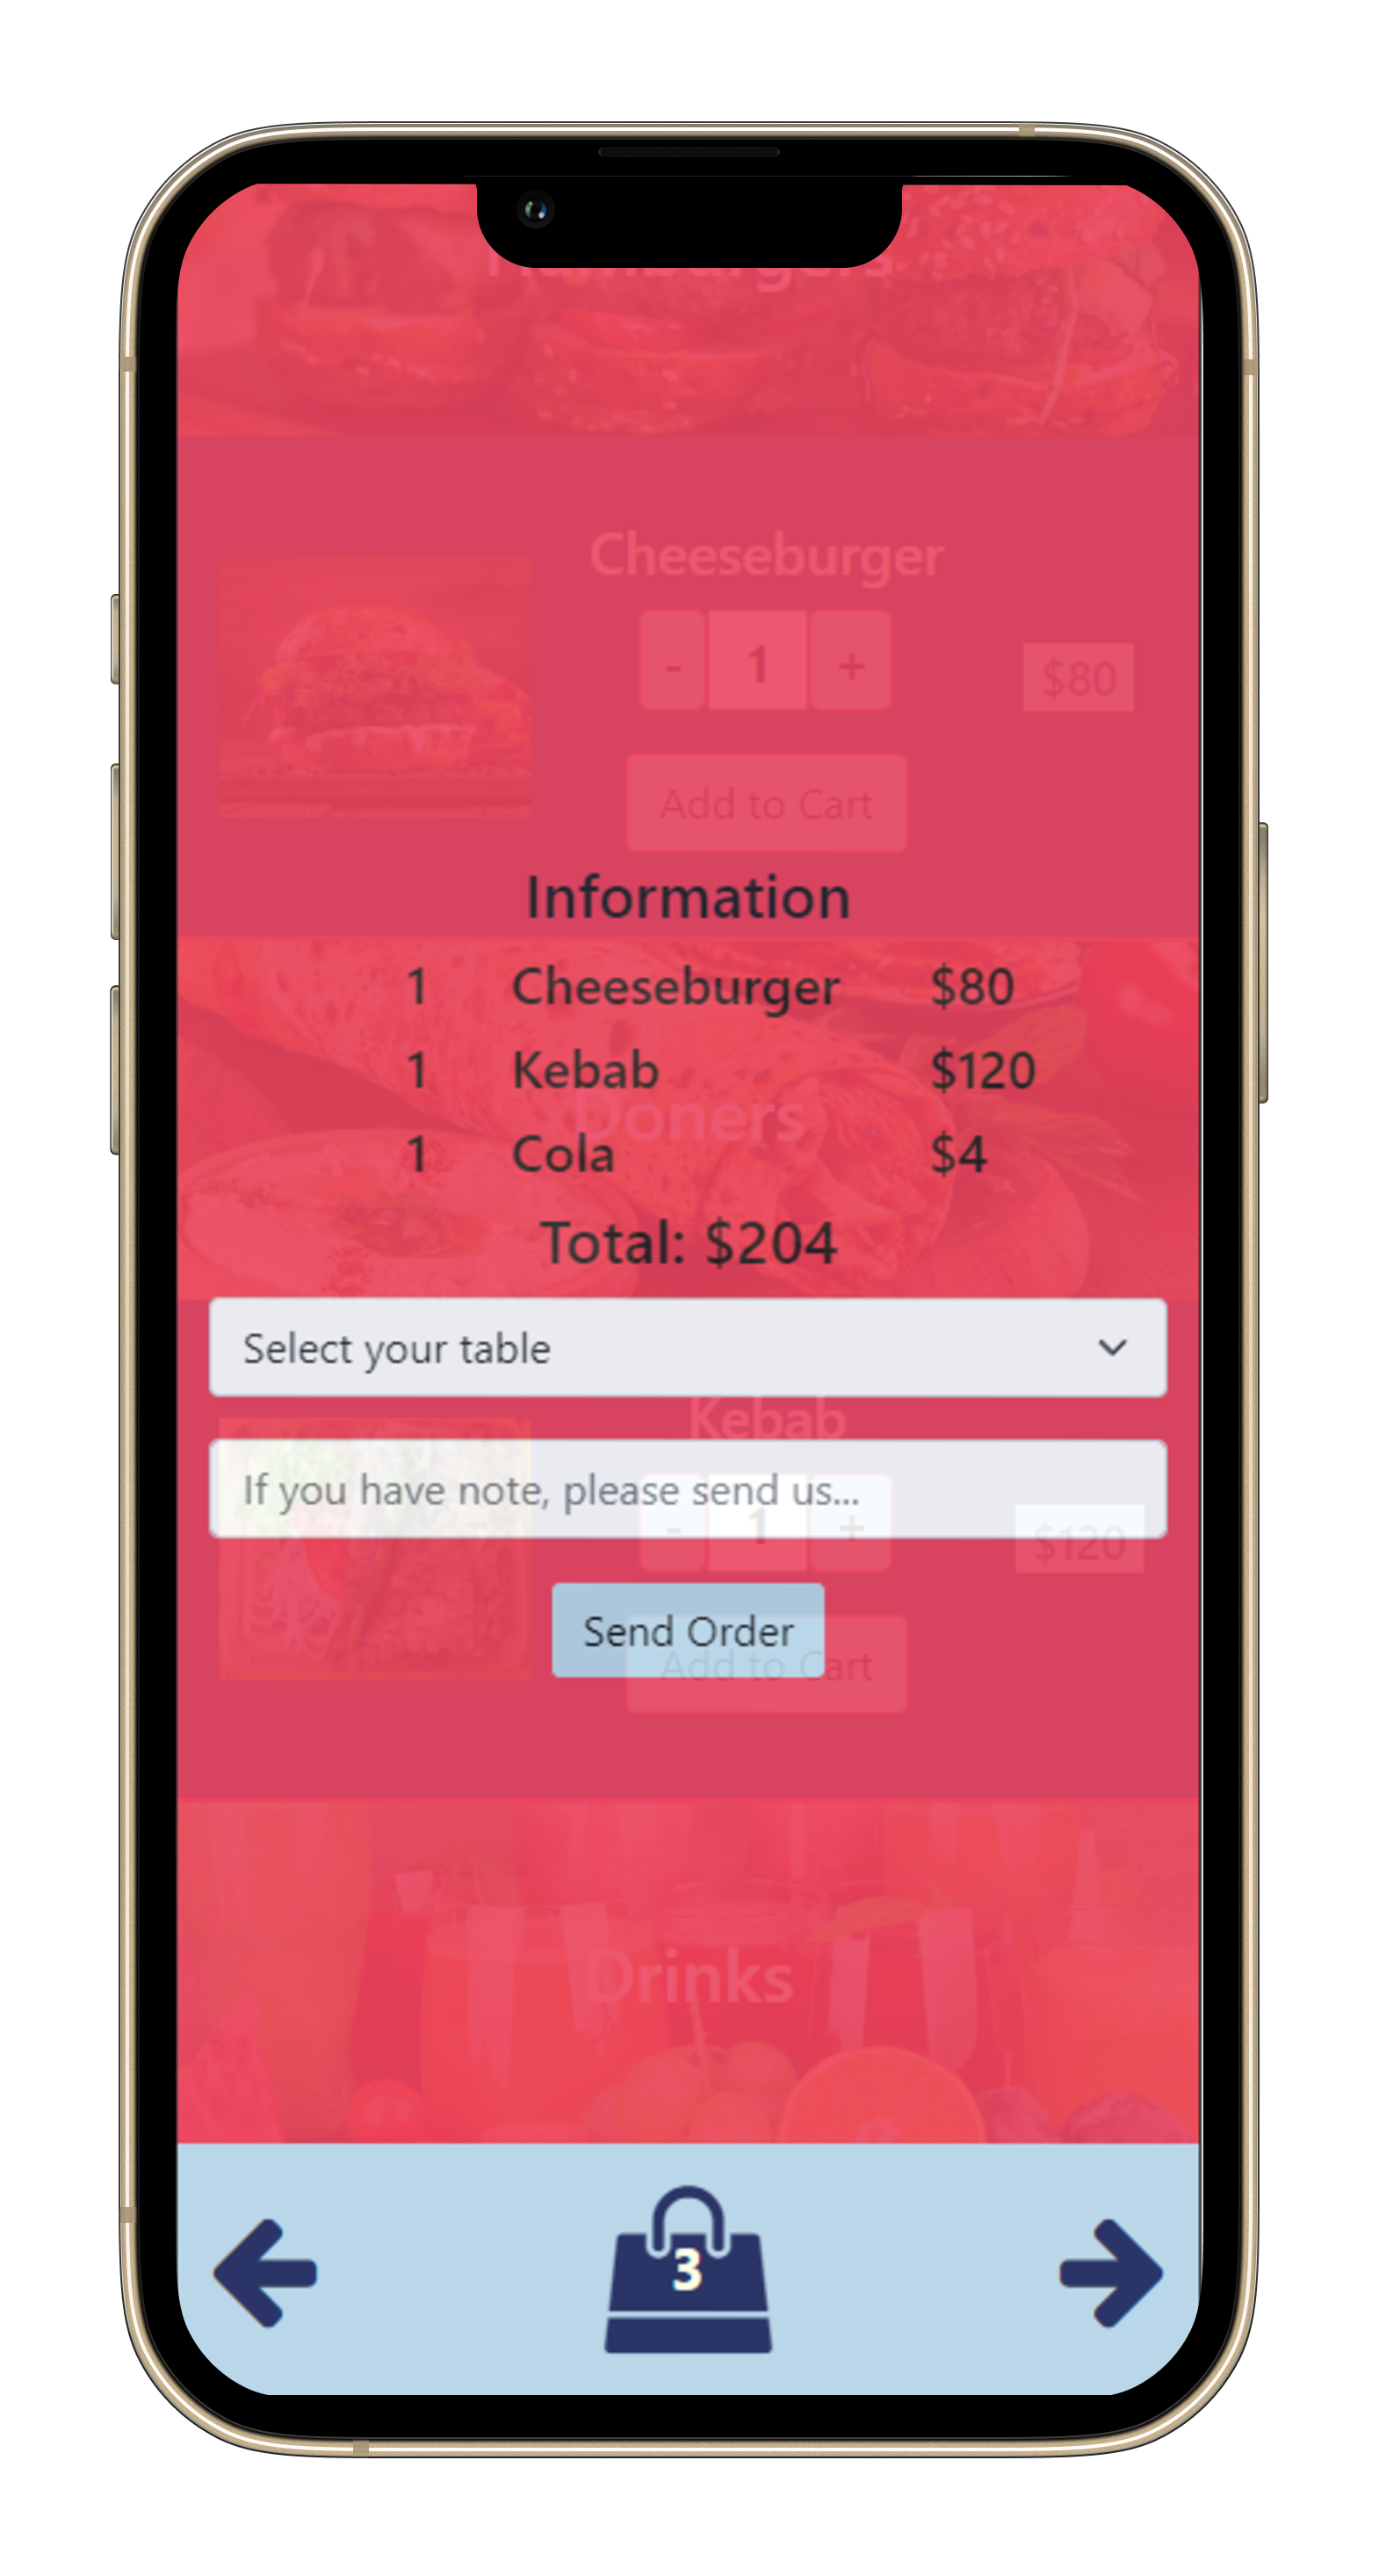 Hamburgers
Cheeseburger
- 1 +
$80
Add to Cart
Information
1 Cheeseburger $80
1 Kebab $120
Doners
1 Cola $4
Total: $204
Select your table
Kebab
If you have note, please send us...
- 1 +
$120
Send Order
Add to Cart
Drinks
3